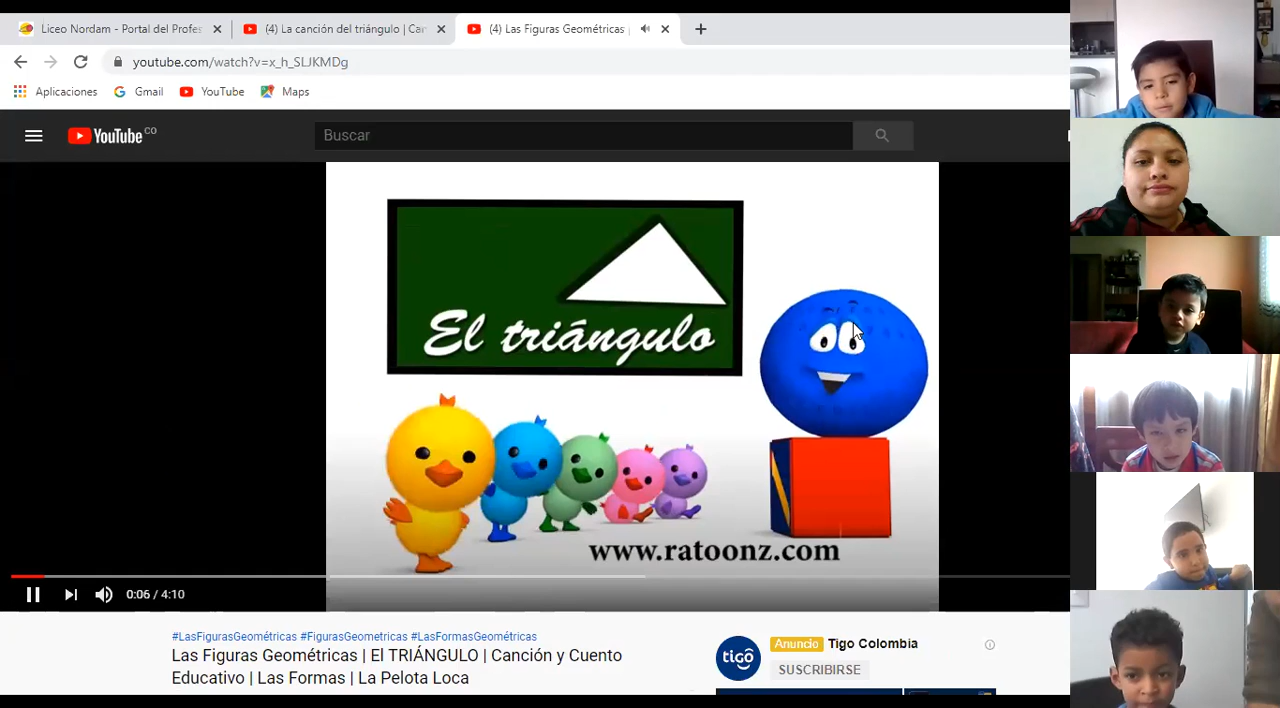 Liceo Nordam - Portal del Profes
(4) La canción del triángulo | Can
(4) Las Figuras Geométricas
youtube.com/watch?v=x_h_SLJKMDg
Aplicaciones
Gmail
YouTube
Maps
YouTube CO
Buscar
El triángulo
www.ratoonz.com
0:06 / 4:10
#LasFigurasGeométricas #FigurasGeometricas #LasFormasGeométricas
Las Figuras Geométricas | El TRIÁNGULO | Canción y Cuento
Educativo | Las Formas | La Pelota Loca
tigo
Anuncio Tigo Colombia
SUSCRIBIRSE